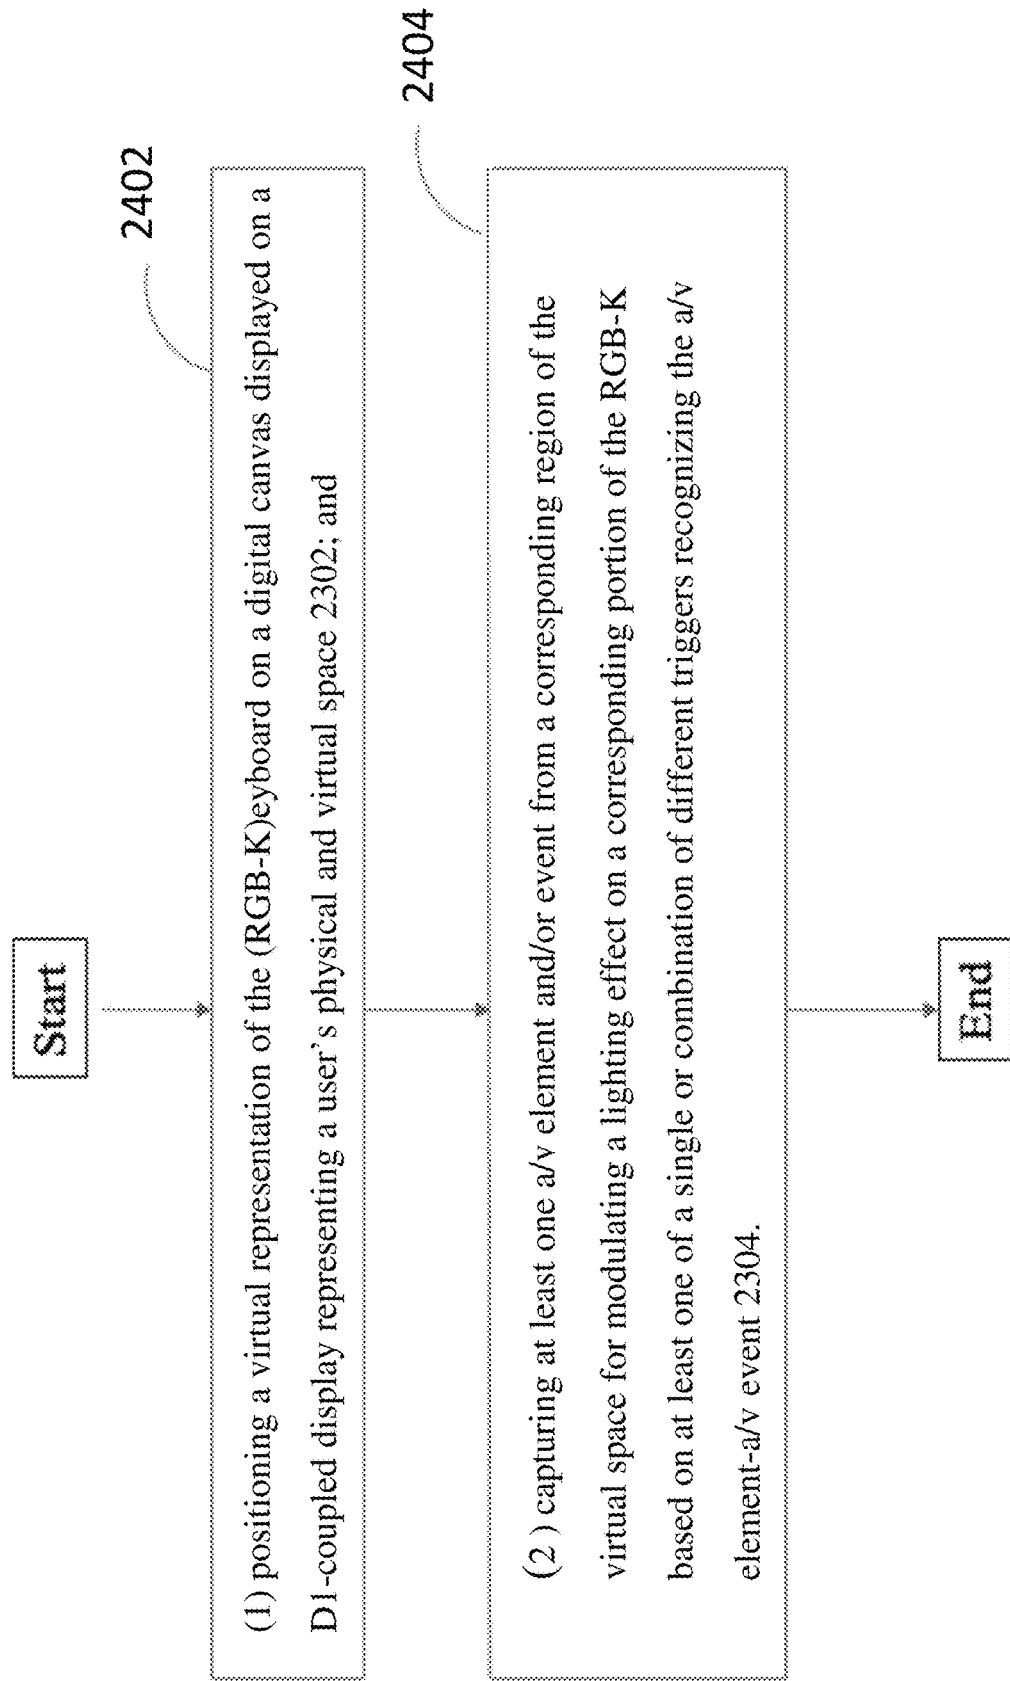 Start
2402
(1) positioning a virtual representation of the (RGB-K)eyboard on a digital canvas displayed on a
D1-coupled display representing a user's physical and virtual space 2302; and
2404
(2 ) capturing at least one a/v element and/or event from a corresponding region of the
virtual space for modulating a lighting effect on a corresponding portion of the RGB-K
based on at least one of a single or combination of different triggers recognizing the a/v
element-a/v event 2304.
End